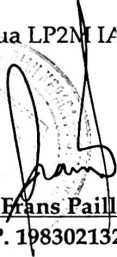 ua LP2M IA
Frans Paill
P. 198302132